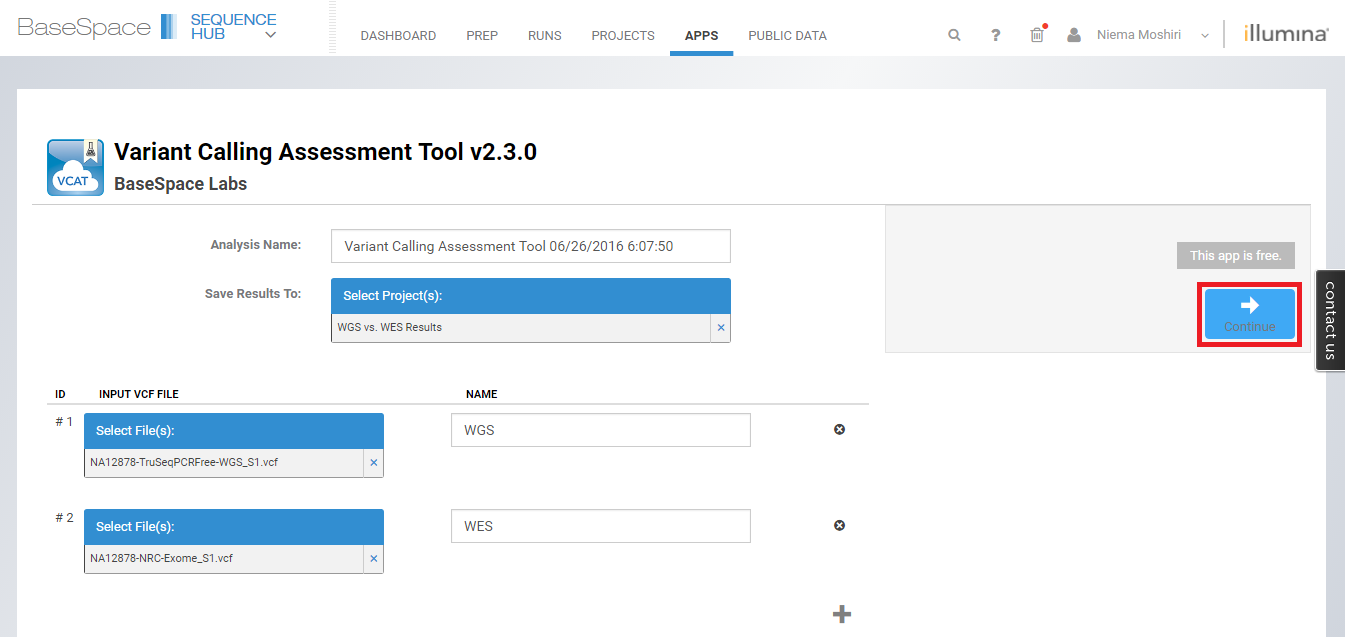 BaseSpace SEQUENCE HUB
DASHBOARD PREP RUNS PROJECTS APPS PUBLIC DATA
? Niema Moshiri illumina®
VCAT
Variant Calling Assessment Tool v2.3.0
BaseSpace Labs
Analysis Name: Variant Calling Assessment Tool 06/26/2016 6:07:50
This app is free.
Save Results To: Select Project(s):
WGS vs. WES Results ×
Continue
contact us
ID INPUT VCF FILE NAME
# 1 Select File(s): WGS
NA12878-TruSeqPCRFree-WGS_S1.vcf ×
# 2 Select File(s): WES
NA12878-NRC-Exome_S1.vcf ×